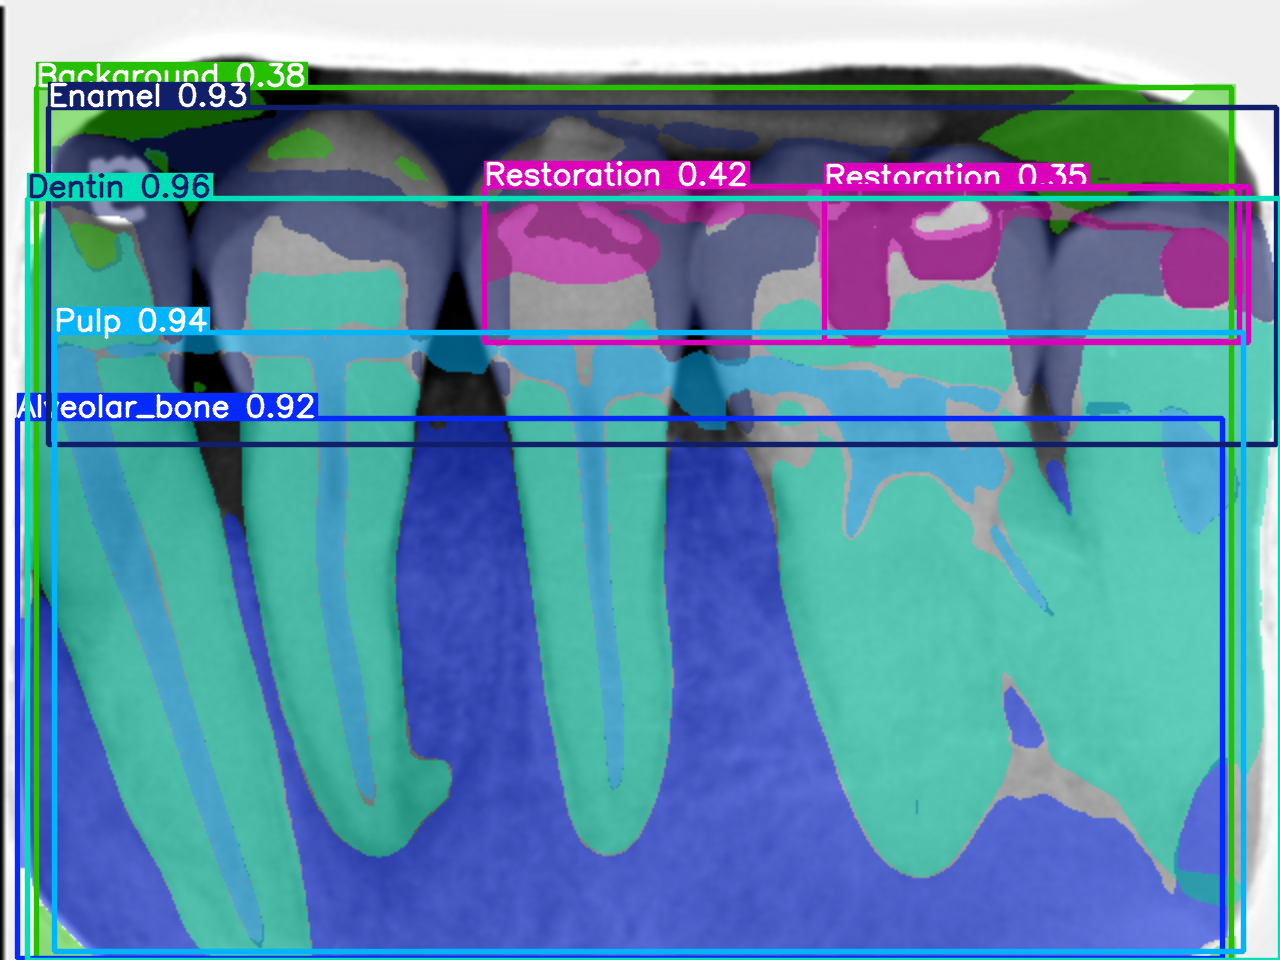 Background 0.38
Enamel 0.93
Restoration 0.42
Restoration 0.35
Dentin 0.96
Pulp 0.94
Alveolar_bone 0.92